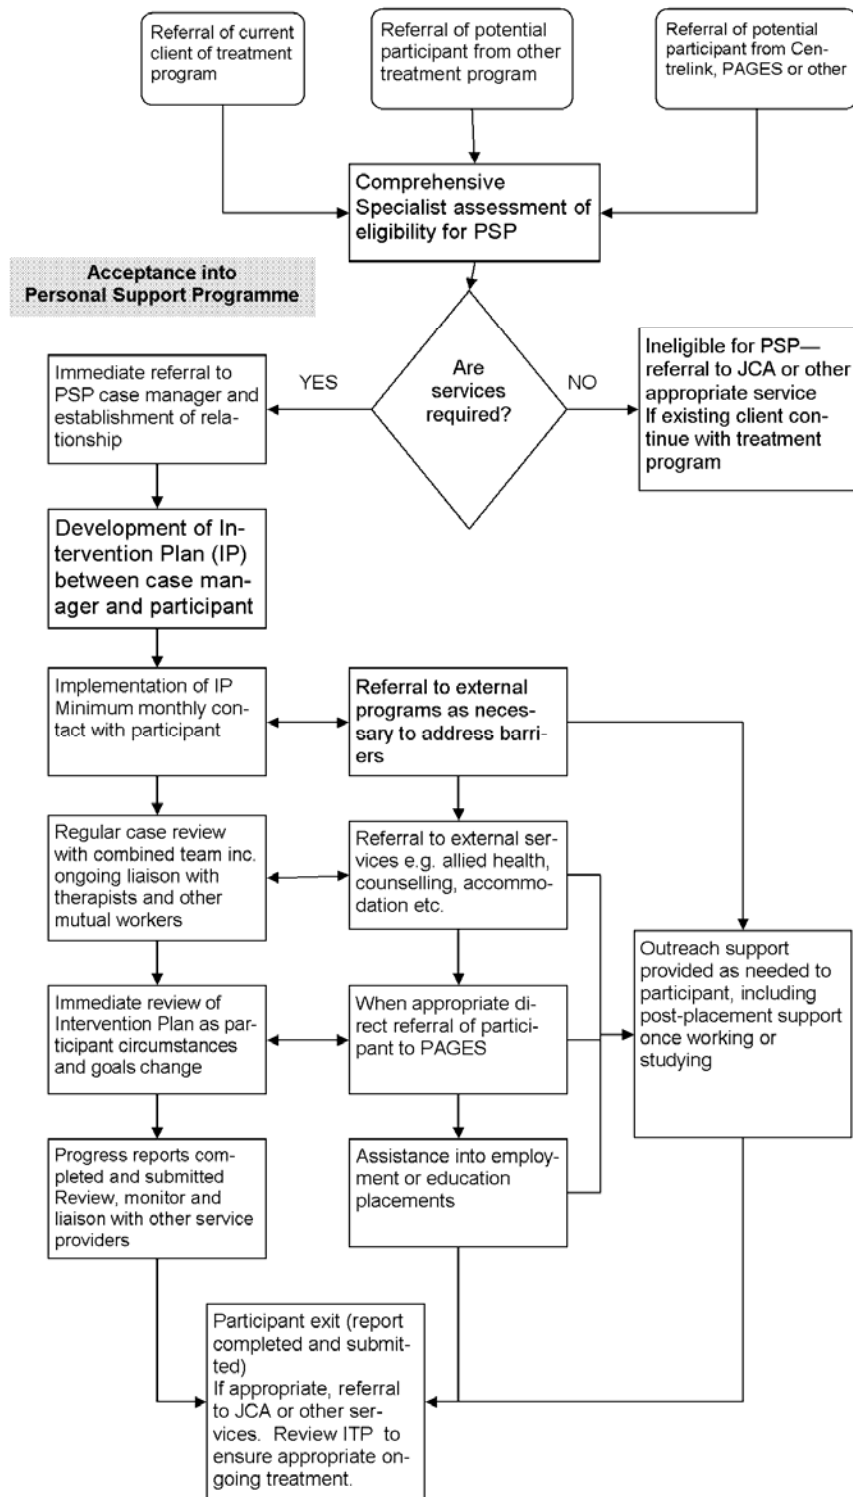 Referral of current
client of treatment
program
Referral of potential
participant from other
treatment program
Referral of potential
participant from Cen-
trelink, PAGES or other
Comprehensive
Specialist assessment of
eligibility for PSP
Acceptance into
Personal Support Programme
Are
services
required?
YES
NO
Immediate referral to
PSP case manager and
establishment of rela-
tionship
Ineligible for PSP—
referral to JCA or other
appropriate service
If existing client con-
tinue with treatment
program
Development of In-
tervention Plan (IP)
between case man-
ager and participant
Implementation of IP
Minimum monthly con-
tact with participant
Referral to external
programs as neces-
sary to address barri-
ers
Regular case review
with combined team inc.
ongoing liaison with
therapists and other
mutual workers
Referral to external ser-
vices e.g. allied health,
counselling, accommo-
dation etc.
Outreach support
provided as needed to
participant, including
post-placement support
once working or
studying
Immediate review of
Intervention Plan as par-
ticipant circumstances
and goals change
When appropriate di-
rect referral of partici-
pant to PAGES
Progress reports com-
pleted and submitted
Review, monitor and
liaison with other service
providers
Assistance into employ-
ment or education
placements
Participant exit (report
completed and submit-
ted)
If appropriate, referral
to JCA or other ser-
vices.  Review ITP  to
ensure appropriate on-
going treatment.